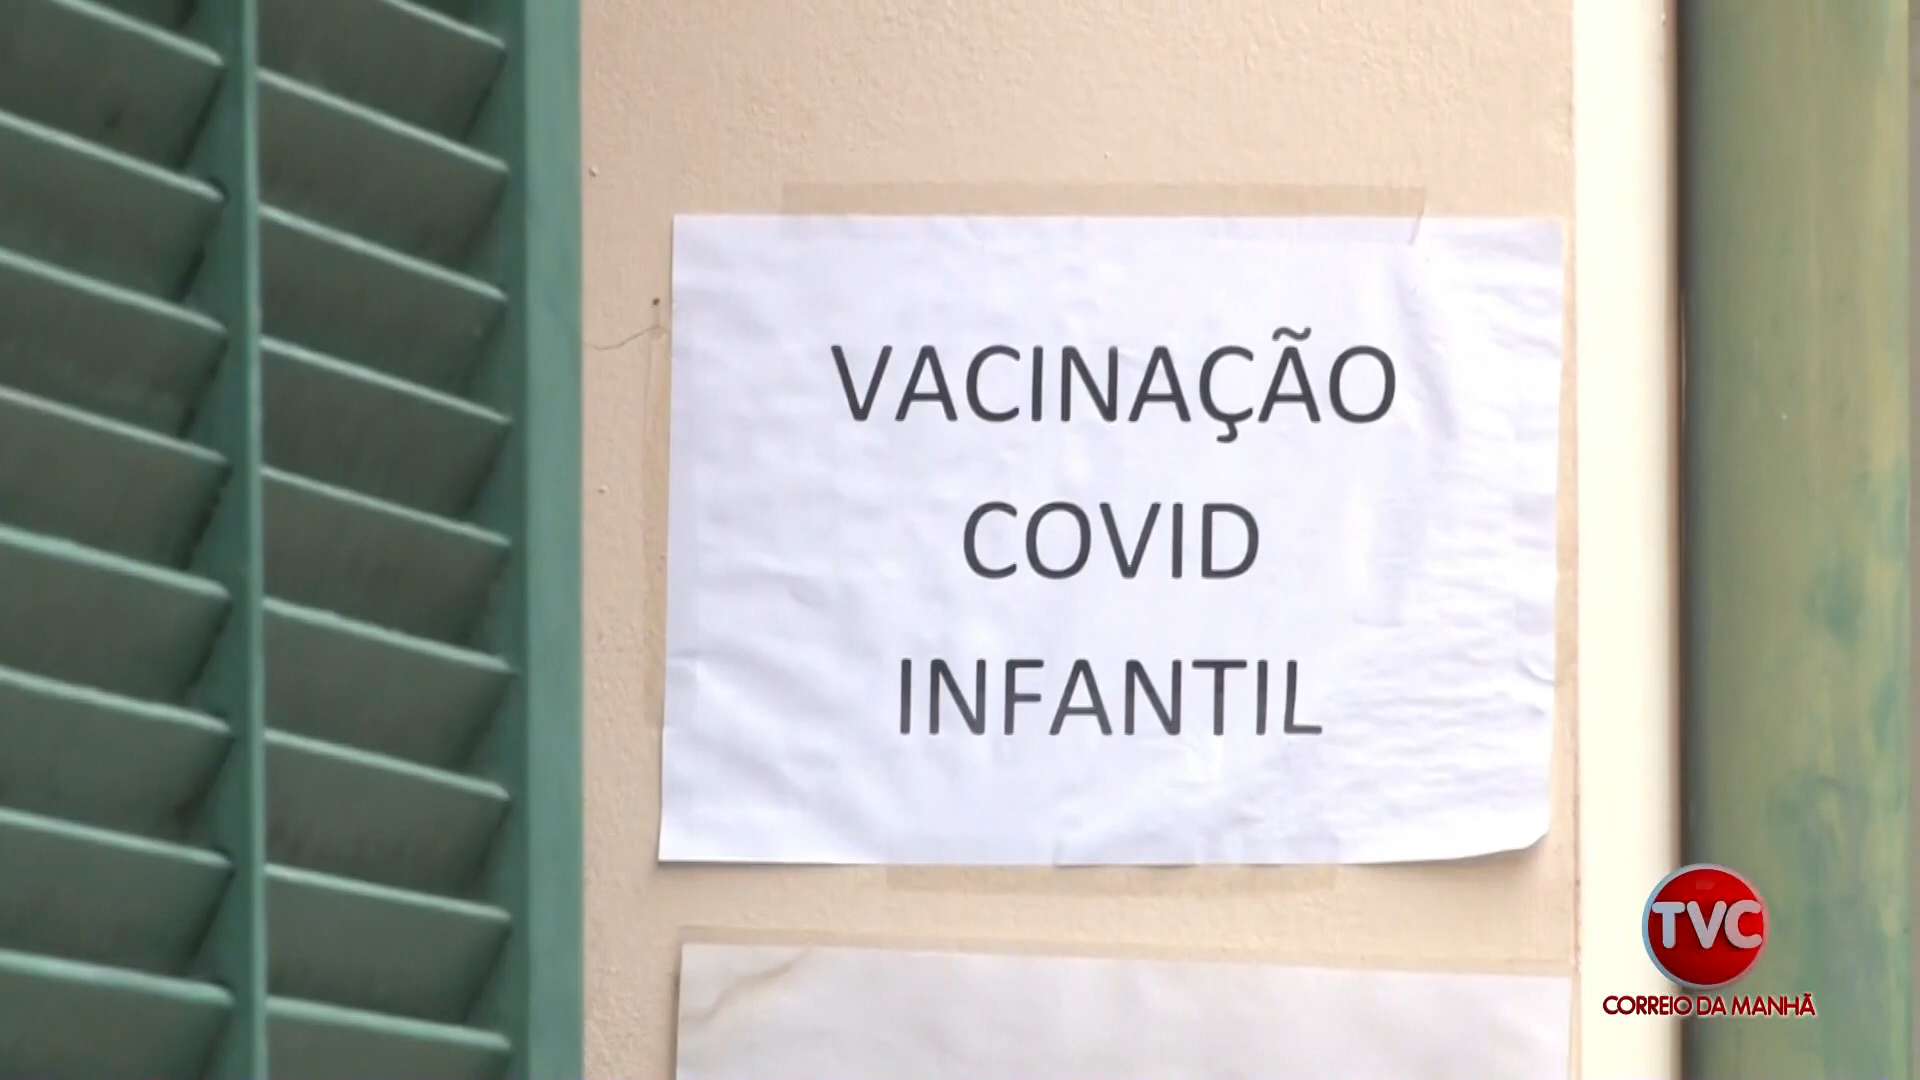 VACINAÇÃO
COVID
INFANTIL
TVC
CORREIO DA MANHÃ